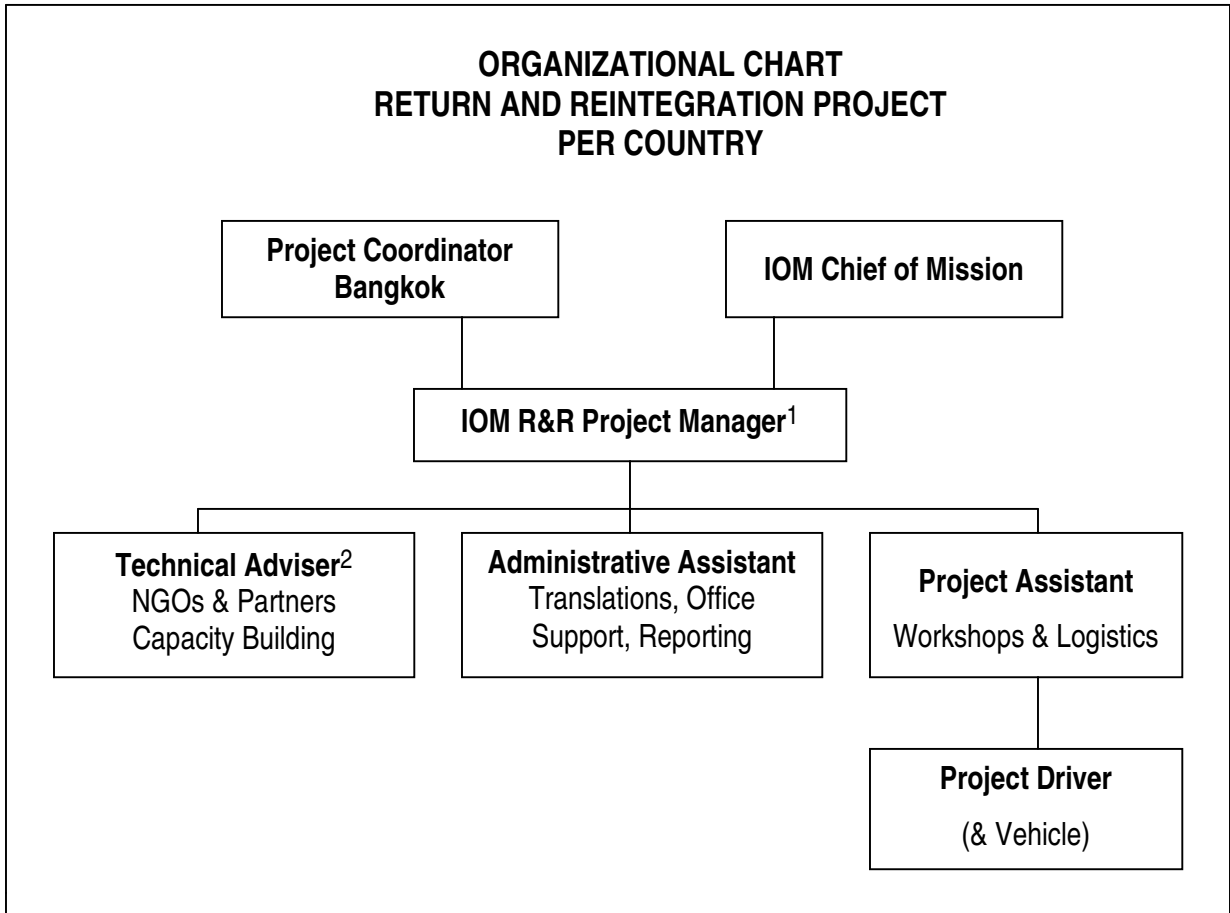 ORGANIZATIONAL CHART
RETURN AND REINTEGRATION PROJECT
PER COUNTRY
Project Coordinator
Bangkok
IOM Chief of Mission
IOM R&R Project Manager1
Technical Adviser2
NGOs & Partners
Capacity Building
Administrative Assistant
Translations, Office
Support, Reporting
Project Assistant
Workshops & Logistics
Project Driver
(& Vehicle)